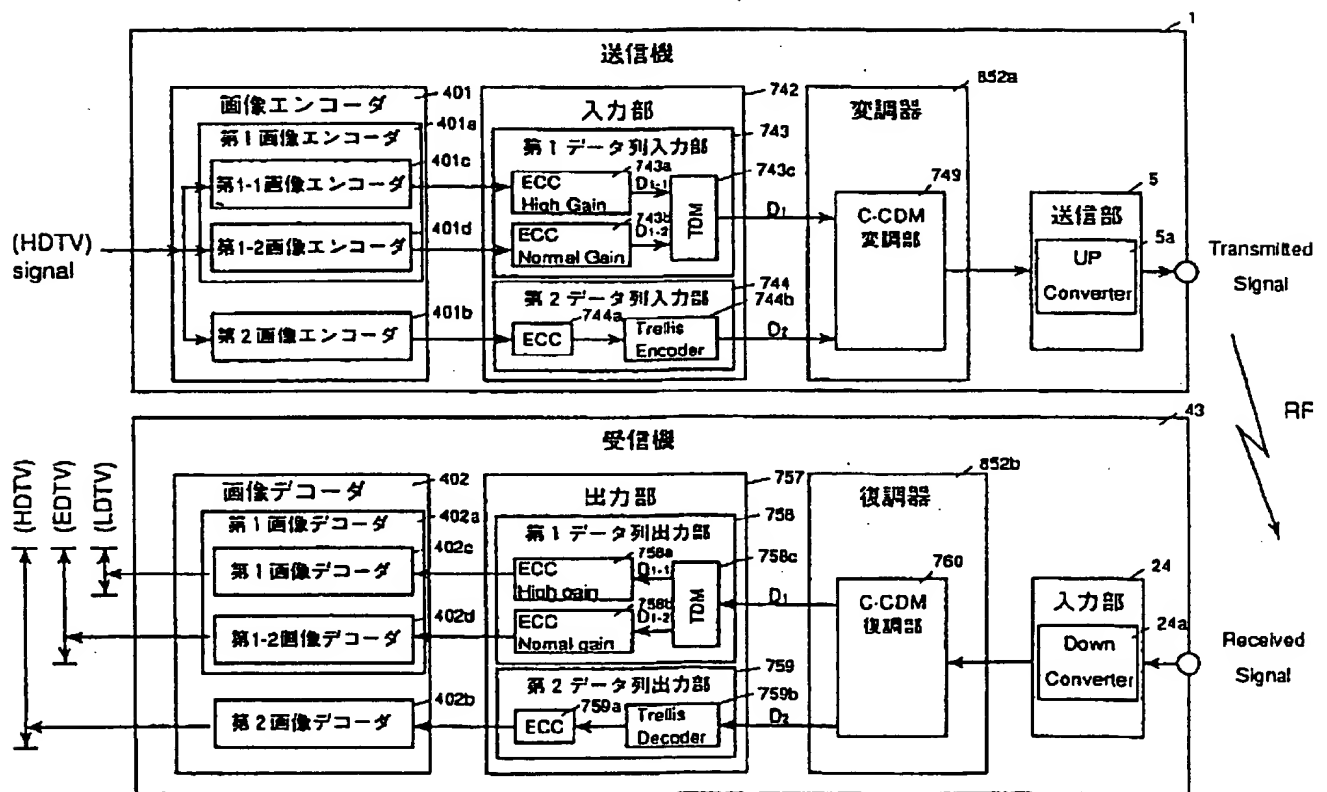 1
送信機
852a
画像エンコーダ
401
入力部
742
変調器
第1画像エンコーダ
401a
第1データ列入力部
743
第1-1画像エンコーダ
401c
ECC
High Gain
743a
D1-1
743c
TDM
D1
749
C-CDM
変調部
5
送信部
5a
UP
Converter
Transmitted
Signal
(HDTV)
signal
第1-2画像エンコーダ
401d
ECC
Normal Gain
743b
D1-2
第2データ列入力部
744
第2画像エンコーダ
401b
744a
ECC
744b
Trellis
Encoder
D2
RF
43
受信機
852b
(HDTV)
(EDTV)
(LDTV)
画像デコーダ
402
出力部
757
復調器
第1画像デコーダ
402a
第1データ列出力部
758
第1画像デコーダ
402c
ECC
High gain
758a
D1-1
758c
TDM
D1
760
C-CDM
復調部
24
入力部
24a
Down
Converter
Received
Signal
第1-2画像デコーダ
402d
ECC
Nomal gain
758b
D1-2
第2データ列出力部
759
第2画像デコーダ
402b
759a
ECC
759b
Trellis
Decoder
D2